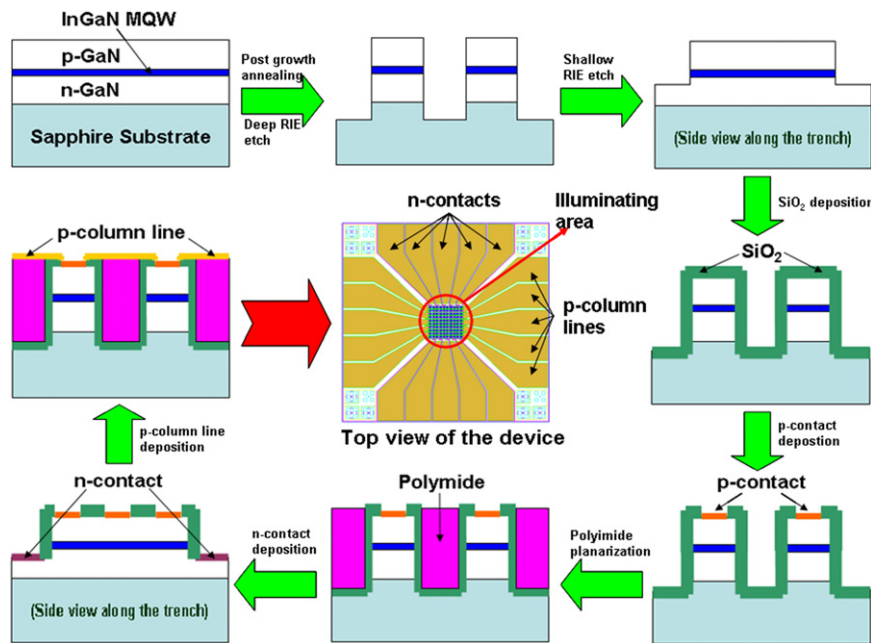 InGaN MQW
p-GaN
n-GaN
Sapphire Substrate
Post growth
annealing
Deep RIE
etch
Shallow
RIE etch
(Side view along the trench)
SiO₂ deposition
SiO₂
p-contact
depostion
p-contact
Polyimide
planarization
Polymide
n-contact
deposition
n-contact
(Side view along the trench)
p-column line
deposition
p-column line
n-contacts
Illuminating
area
p-column
lines
Top view of the device